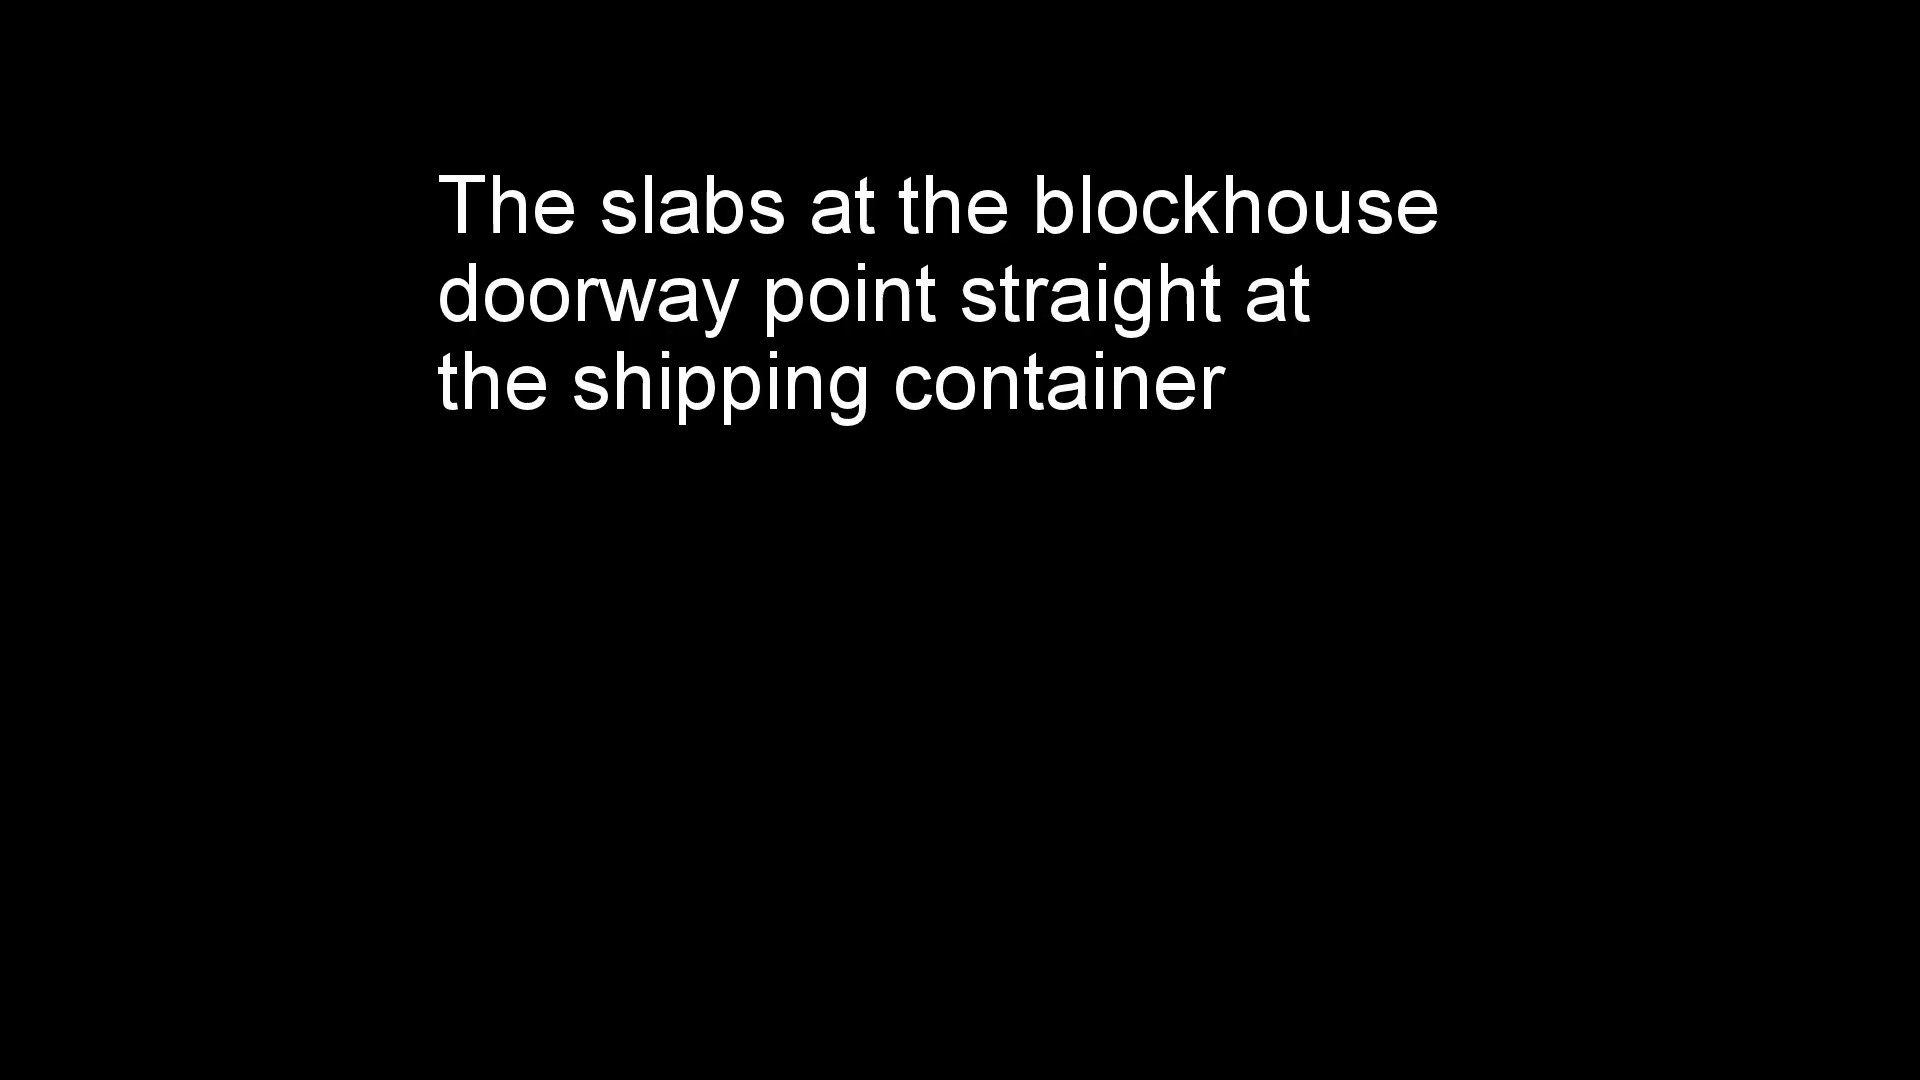 The slabs at the blockhouse
doorway point straight at
the shipping container